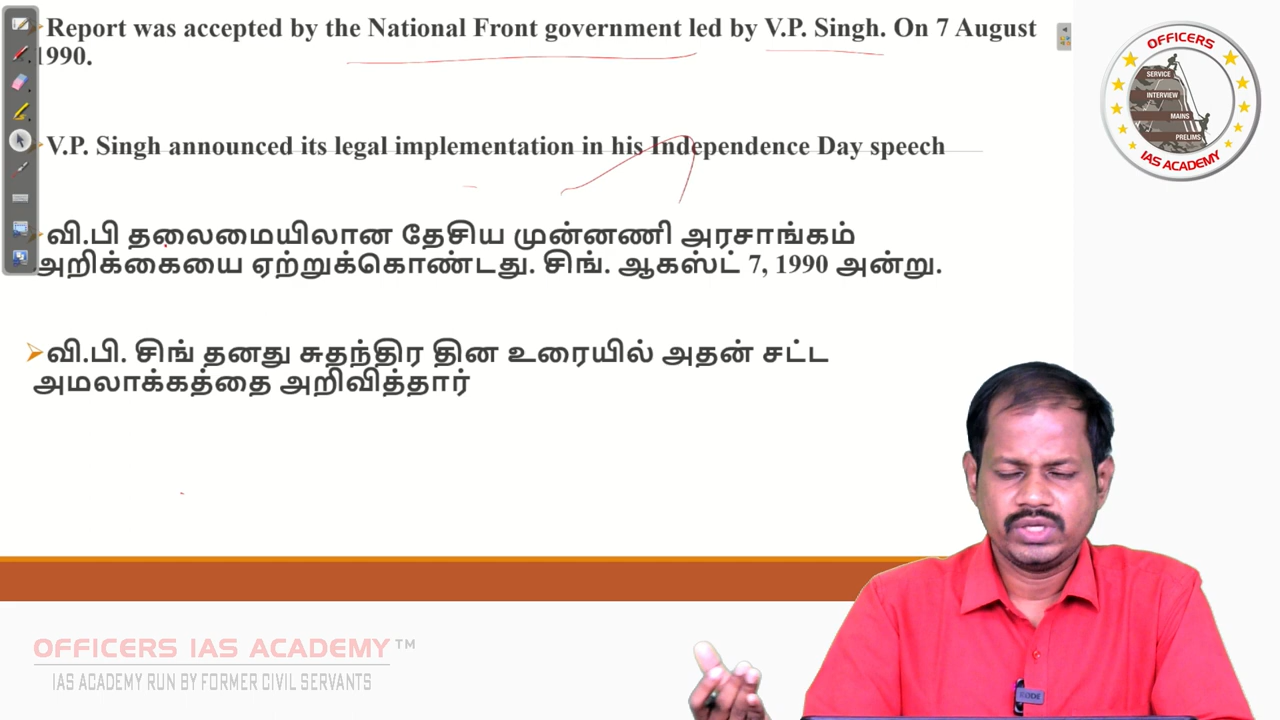 Report was accepted by the National Front government led by V.P. Singh. On 7 August
1990.
V.P. Singh announced its legal implementation in his Independence Day speech
வி.பி தலைமையிலான தேசிய முன்னணி அரசாங்கம்
அறிக்கையை ஏற்றுக்கொண்டது. சிங். ஆகஸ்ட் 7, 1990 அன்று.
வி.பி. சிங் தனது சுதந்திர தின உரையில் அதன் சட்ட
அமலாக்கத்தை அறிவித்தார்
OFFICERS
SERVICE
INTERVIEW
MAINS
PRELIMS
IAS ACADEMY
OFFICERS IAS ACADEMY™
IAS ACADEMY RUN BY FORMER CIVIL SERVANTS
RODE